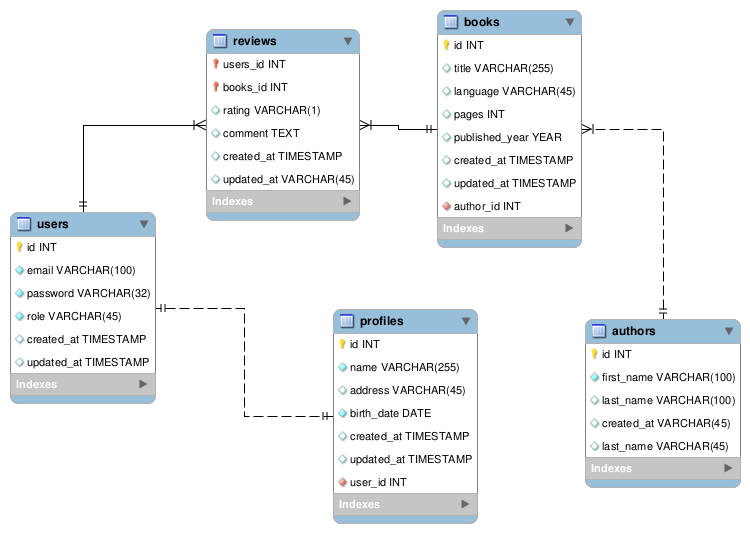 reviews
users_id INT
books_id INT
rating VARCHAR(1)
comment TEXT
created_at TIMESTAMP
updated_at VARCHAR(45)
Indexes
books
id INT
title VARCHAR(255)
language VARCHAR(45)
pages INT
published_year YEAR
created_at TIMESTAMP
updated_at TIMESTAMP
author_id INT
Indexes
users
id INT
email VARCHAR(100)
password VARCHAR(32)
role VARCHAR(45)
created_at TIMESTAMP
updated_at TIMESTAMP
Indexes
profiles
id INT
name VARCHAR(255)
address VARCHAR(45)
birth_date DATE
created_at TIMESTAMP
updated_at TIMESTAMP
user_id INT
Indexes
authors
id INT
first_name VARCHAR(100)
last_name VARCHAR(100)
created_at VARCHAR(45)
last_name VARCHAR(45)
Indexes